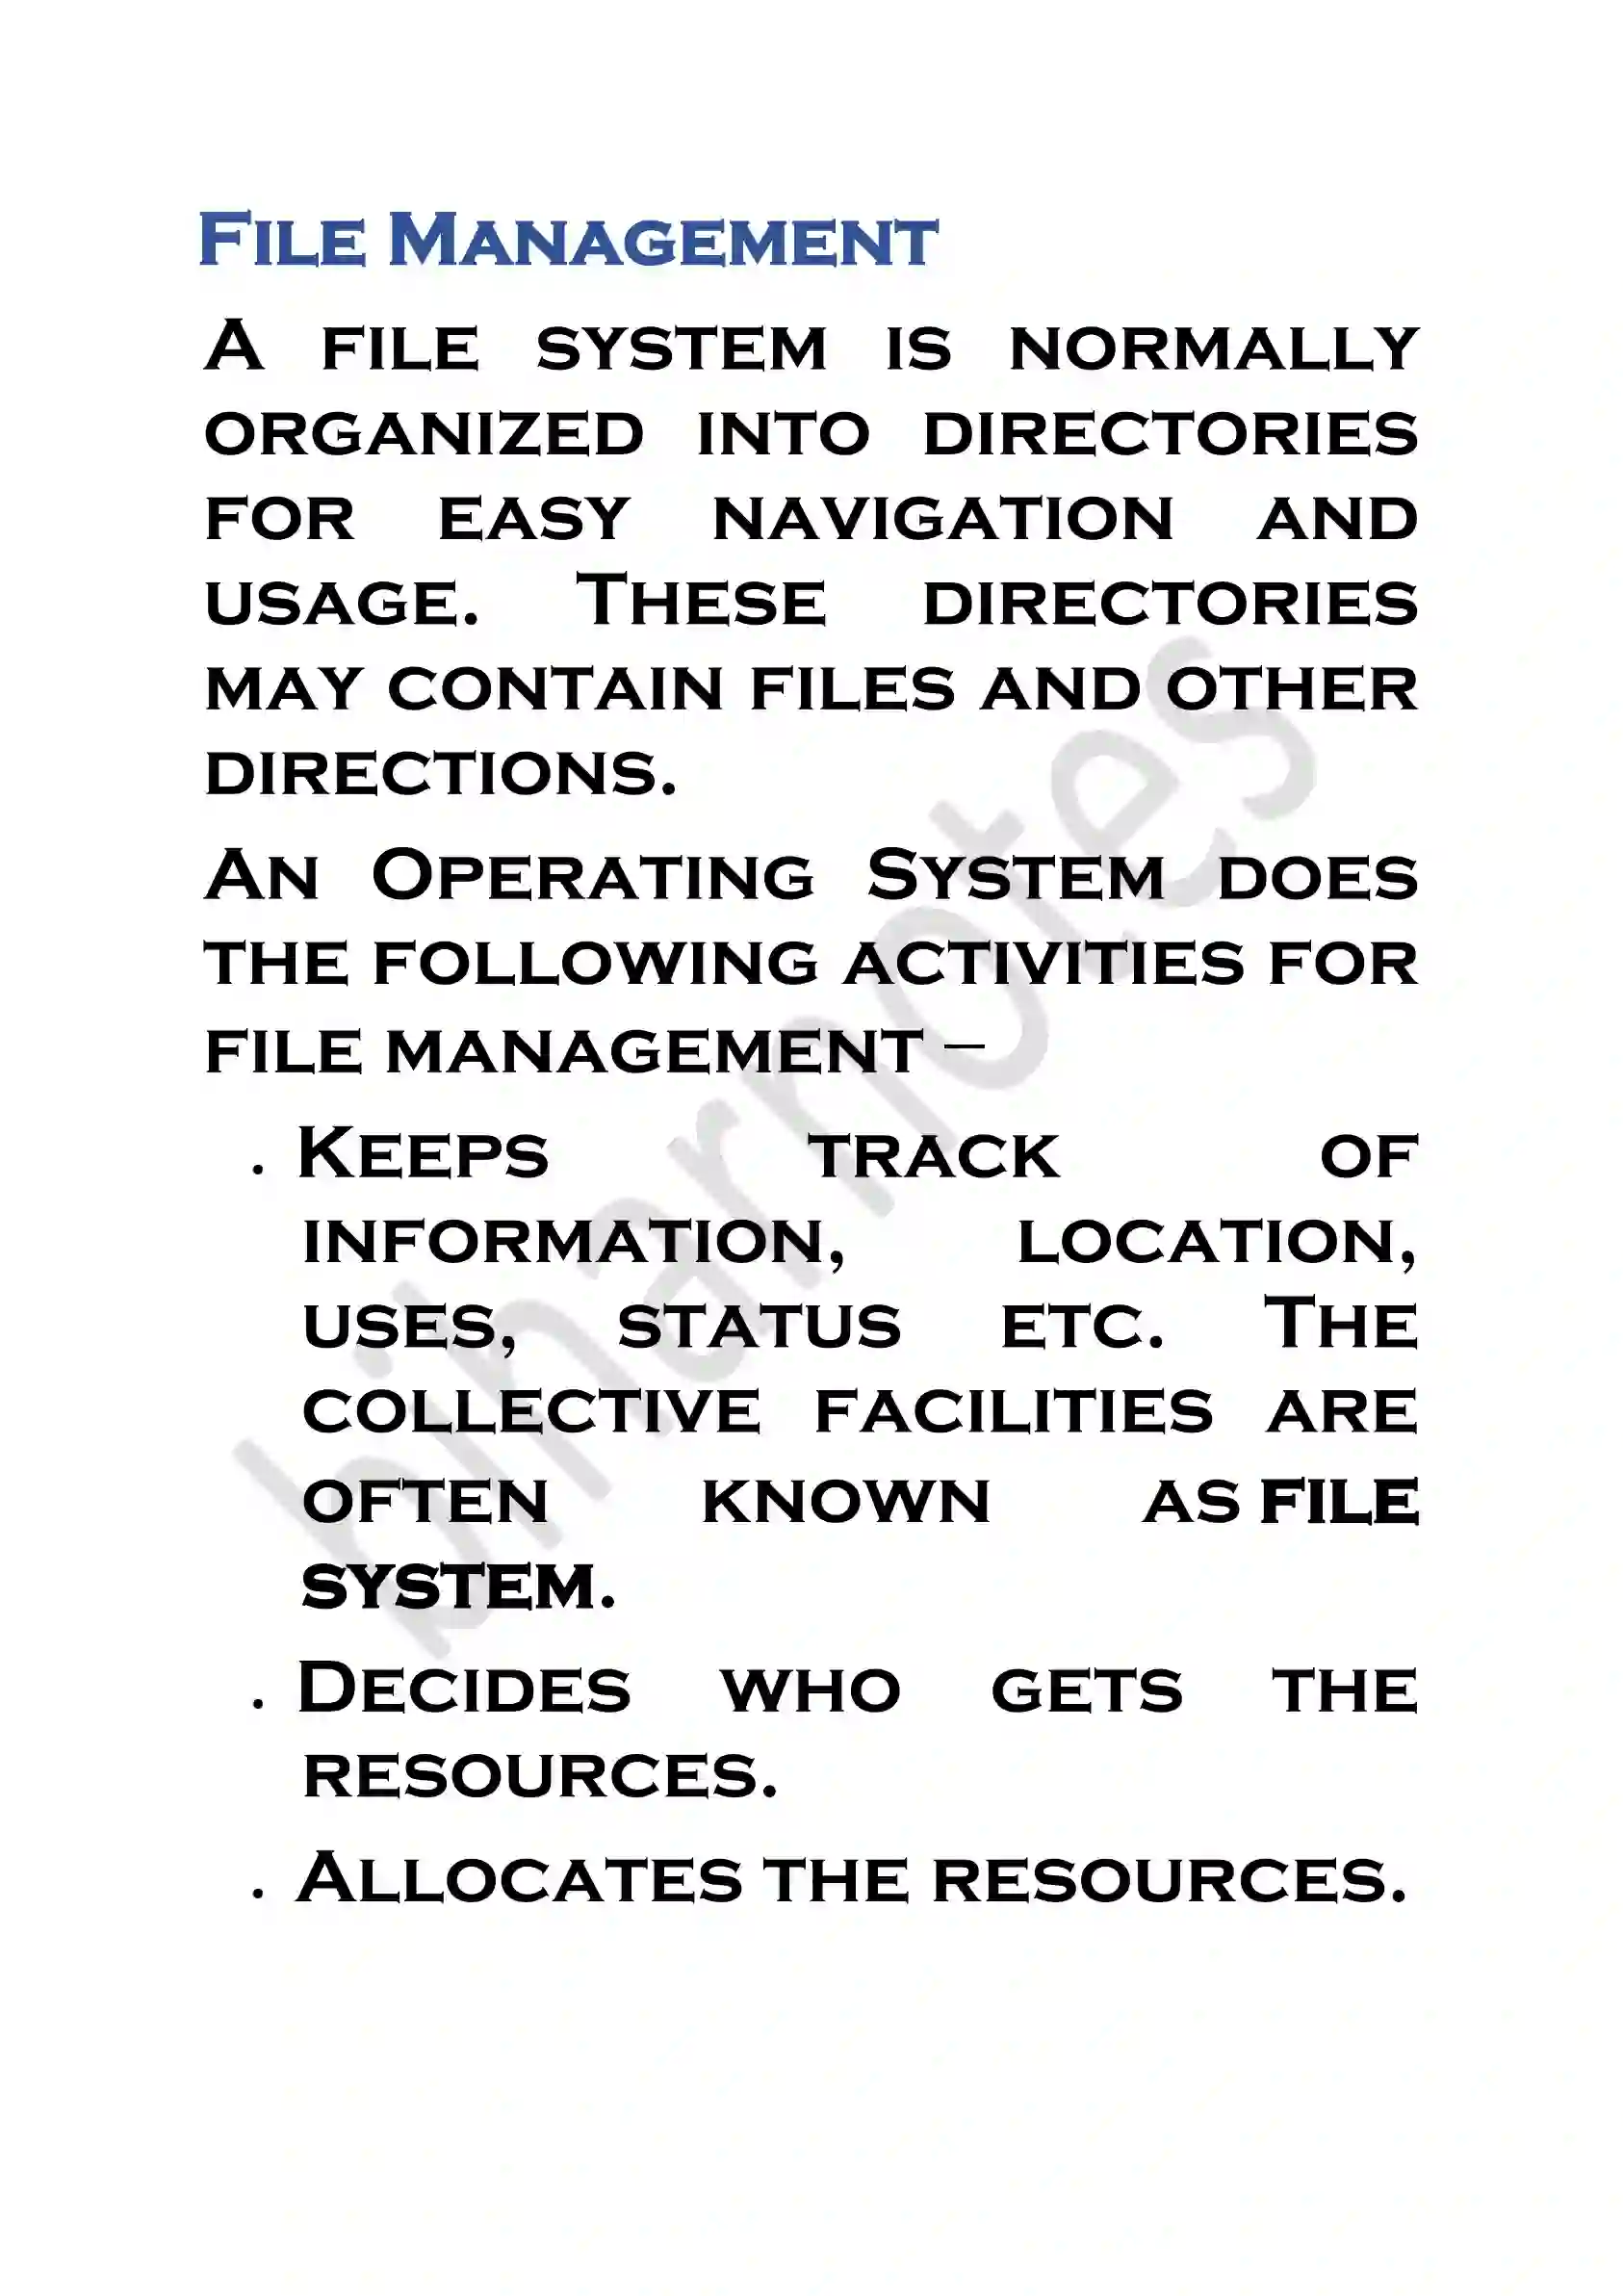 File Management
A file system is normally
organized into directories
for easy navigation and
usage. These directories
may contain files and other
directions.
An Operating System does
the following activities for
file management –
. Keeps track of
information, location,
uses, status etc. The
collective facilities are
often known as file
system.
. Decides who gets the
resources.
. Allocates the resources.
biharnotes